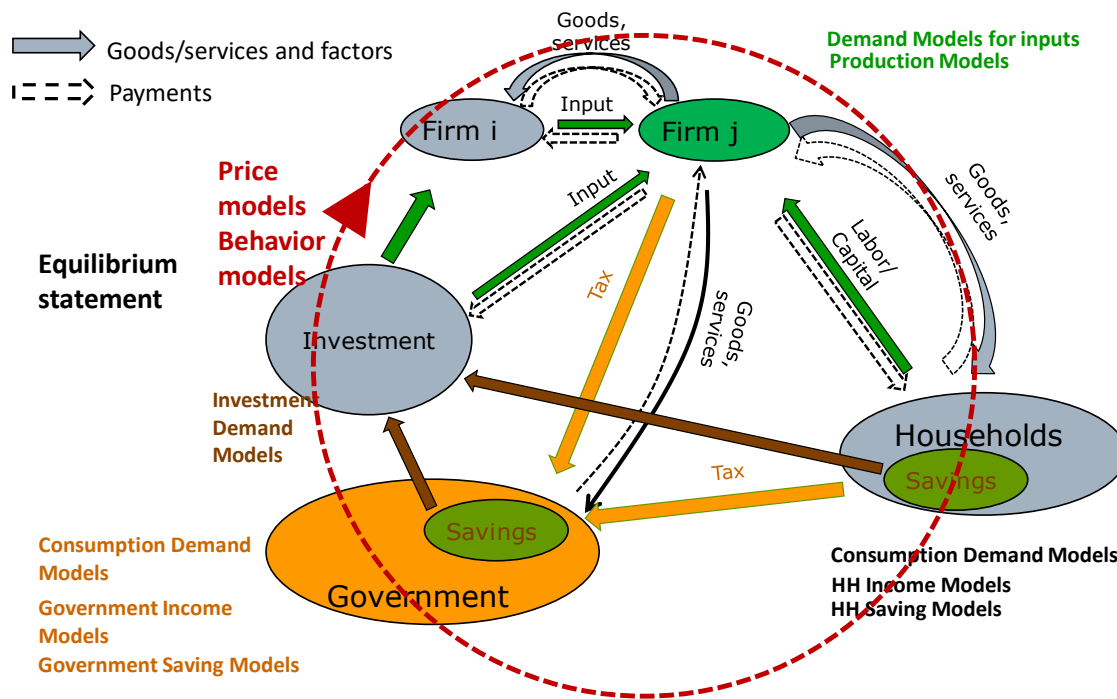 Goods/services and factors
Payments
Goods,
services
Demand Models for inputs
Production Models
Firm i
Input
Firm j
Price
models
Behavior
models
Input
Goods,
services
Labor/
Capital
Equilibrium
statement
Tax
Goods,
services
Investment
Investment
Demand
Models
Households
Savings
Tax
Savings
Government
Consumption Demand
Models
Government Income
Models
Government Saving Models
Consumption Demand Models
HH Income Models
HH Saving Models